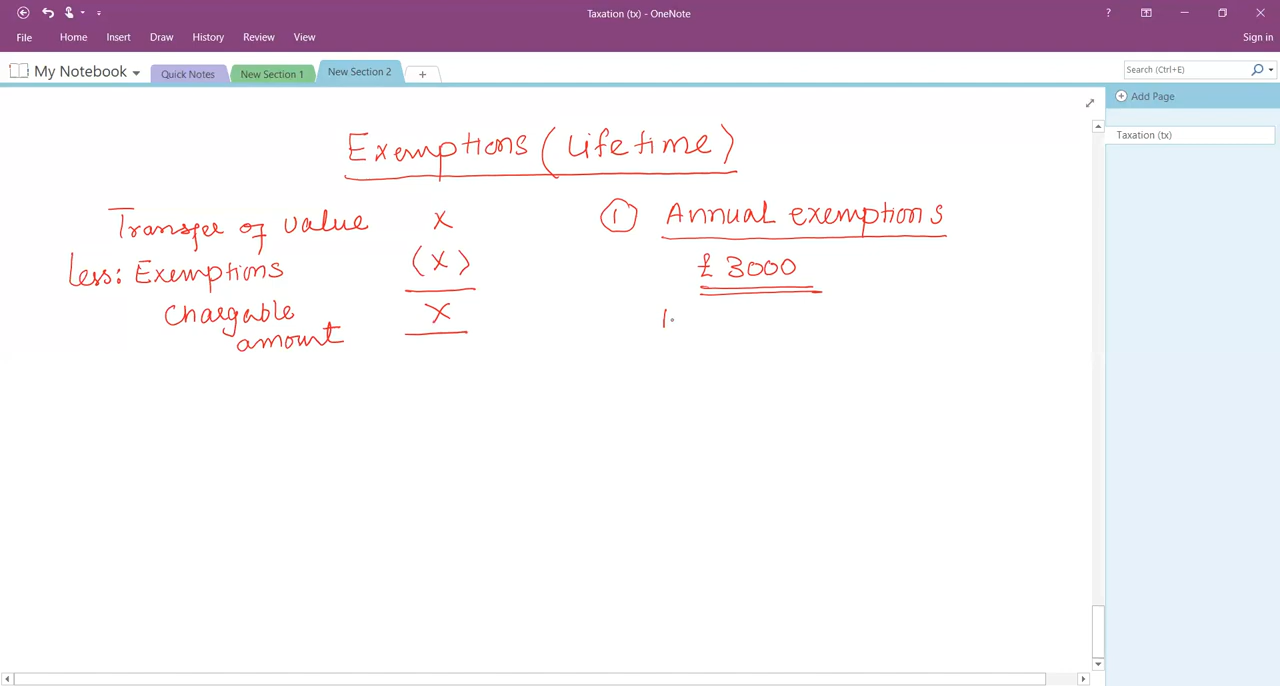 Taxation (tx) - OneNote
?
File Home Insert Draw History Review View
Sign in
My Notebook
Quick Notes
New Section 1
New Section 2
+
Search (Ctrl+E)
Add Page
Taxation (tx)
Exemptions (Lifetime)
Transfer of value X
Less: Exemptions (X)
Chargable X
amount
1 Annual exemptions
£ 3000